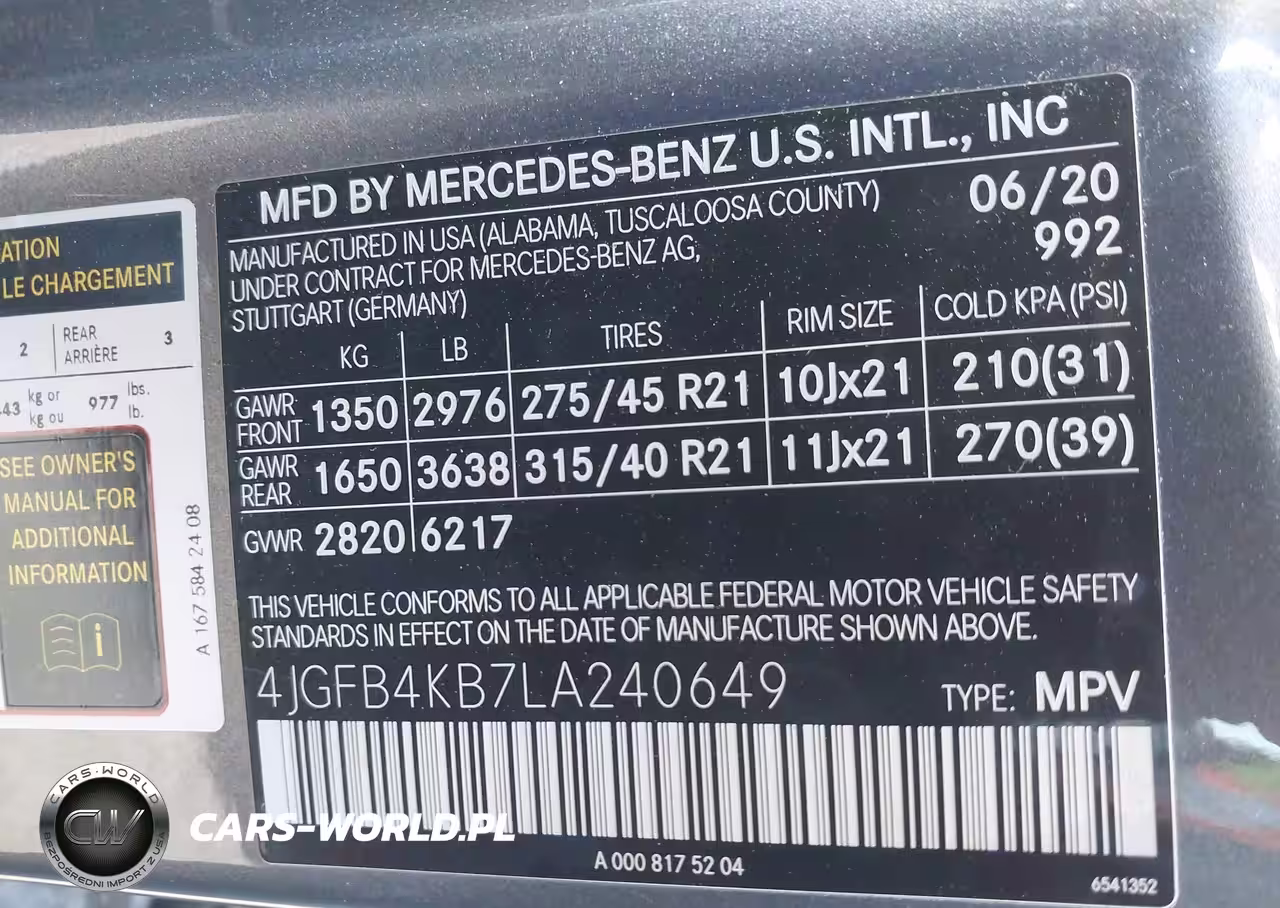 ATION
LE CHARGEMENT
2 REAR ARRIÈRE 3
43 kg or kg ou 977 lbs. lb.
SEE OWNER'S
MANUAL FOR
ADDITIONAL
INFORMATION
i
A 167 584 24 08
MFD BY MERCEDES-BENZ U.S. INTL., INC
MANUFACTURED IN USA (ALABAMA, TUSCALOOSA COUNTY) 06/20
UNDER CONTRACT FOR MERCEDES-BENZ AG, 992
STUTTGART (GERMANY)
KG LB TIRES RIM SIZE COLD KPA (PSI)
GAWR FRONT 1350 2976 275/45 R21 10Jx21 210(31)
GAWR REAR 1650 3638 315/40 R21 11Jx21 270(39)
GVWR 2820 6217
THIS VEHICLE CONFORMS TO ALL APPLICABLE FEDERAL MOTOR VEHICLE SAFETY
STANDARDS IN EFFECT ON THE DATE OF MANUFACTURE SHOWN ABOVE.
4JGFB4KB7LA240649 TYPE: MPV
A 000 817 52 04
6541352
CARS-WORLD
CW
BEZPOŚREDNI IMPORT Z USA
CARS-WORLD.PL